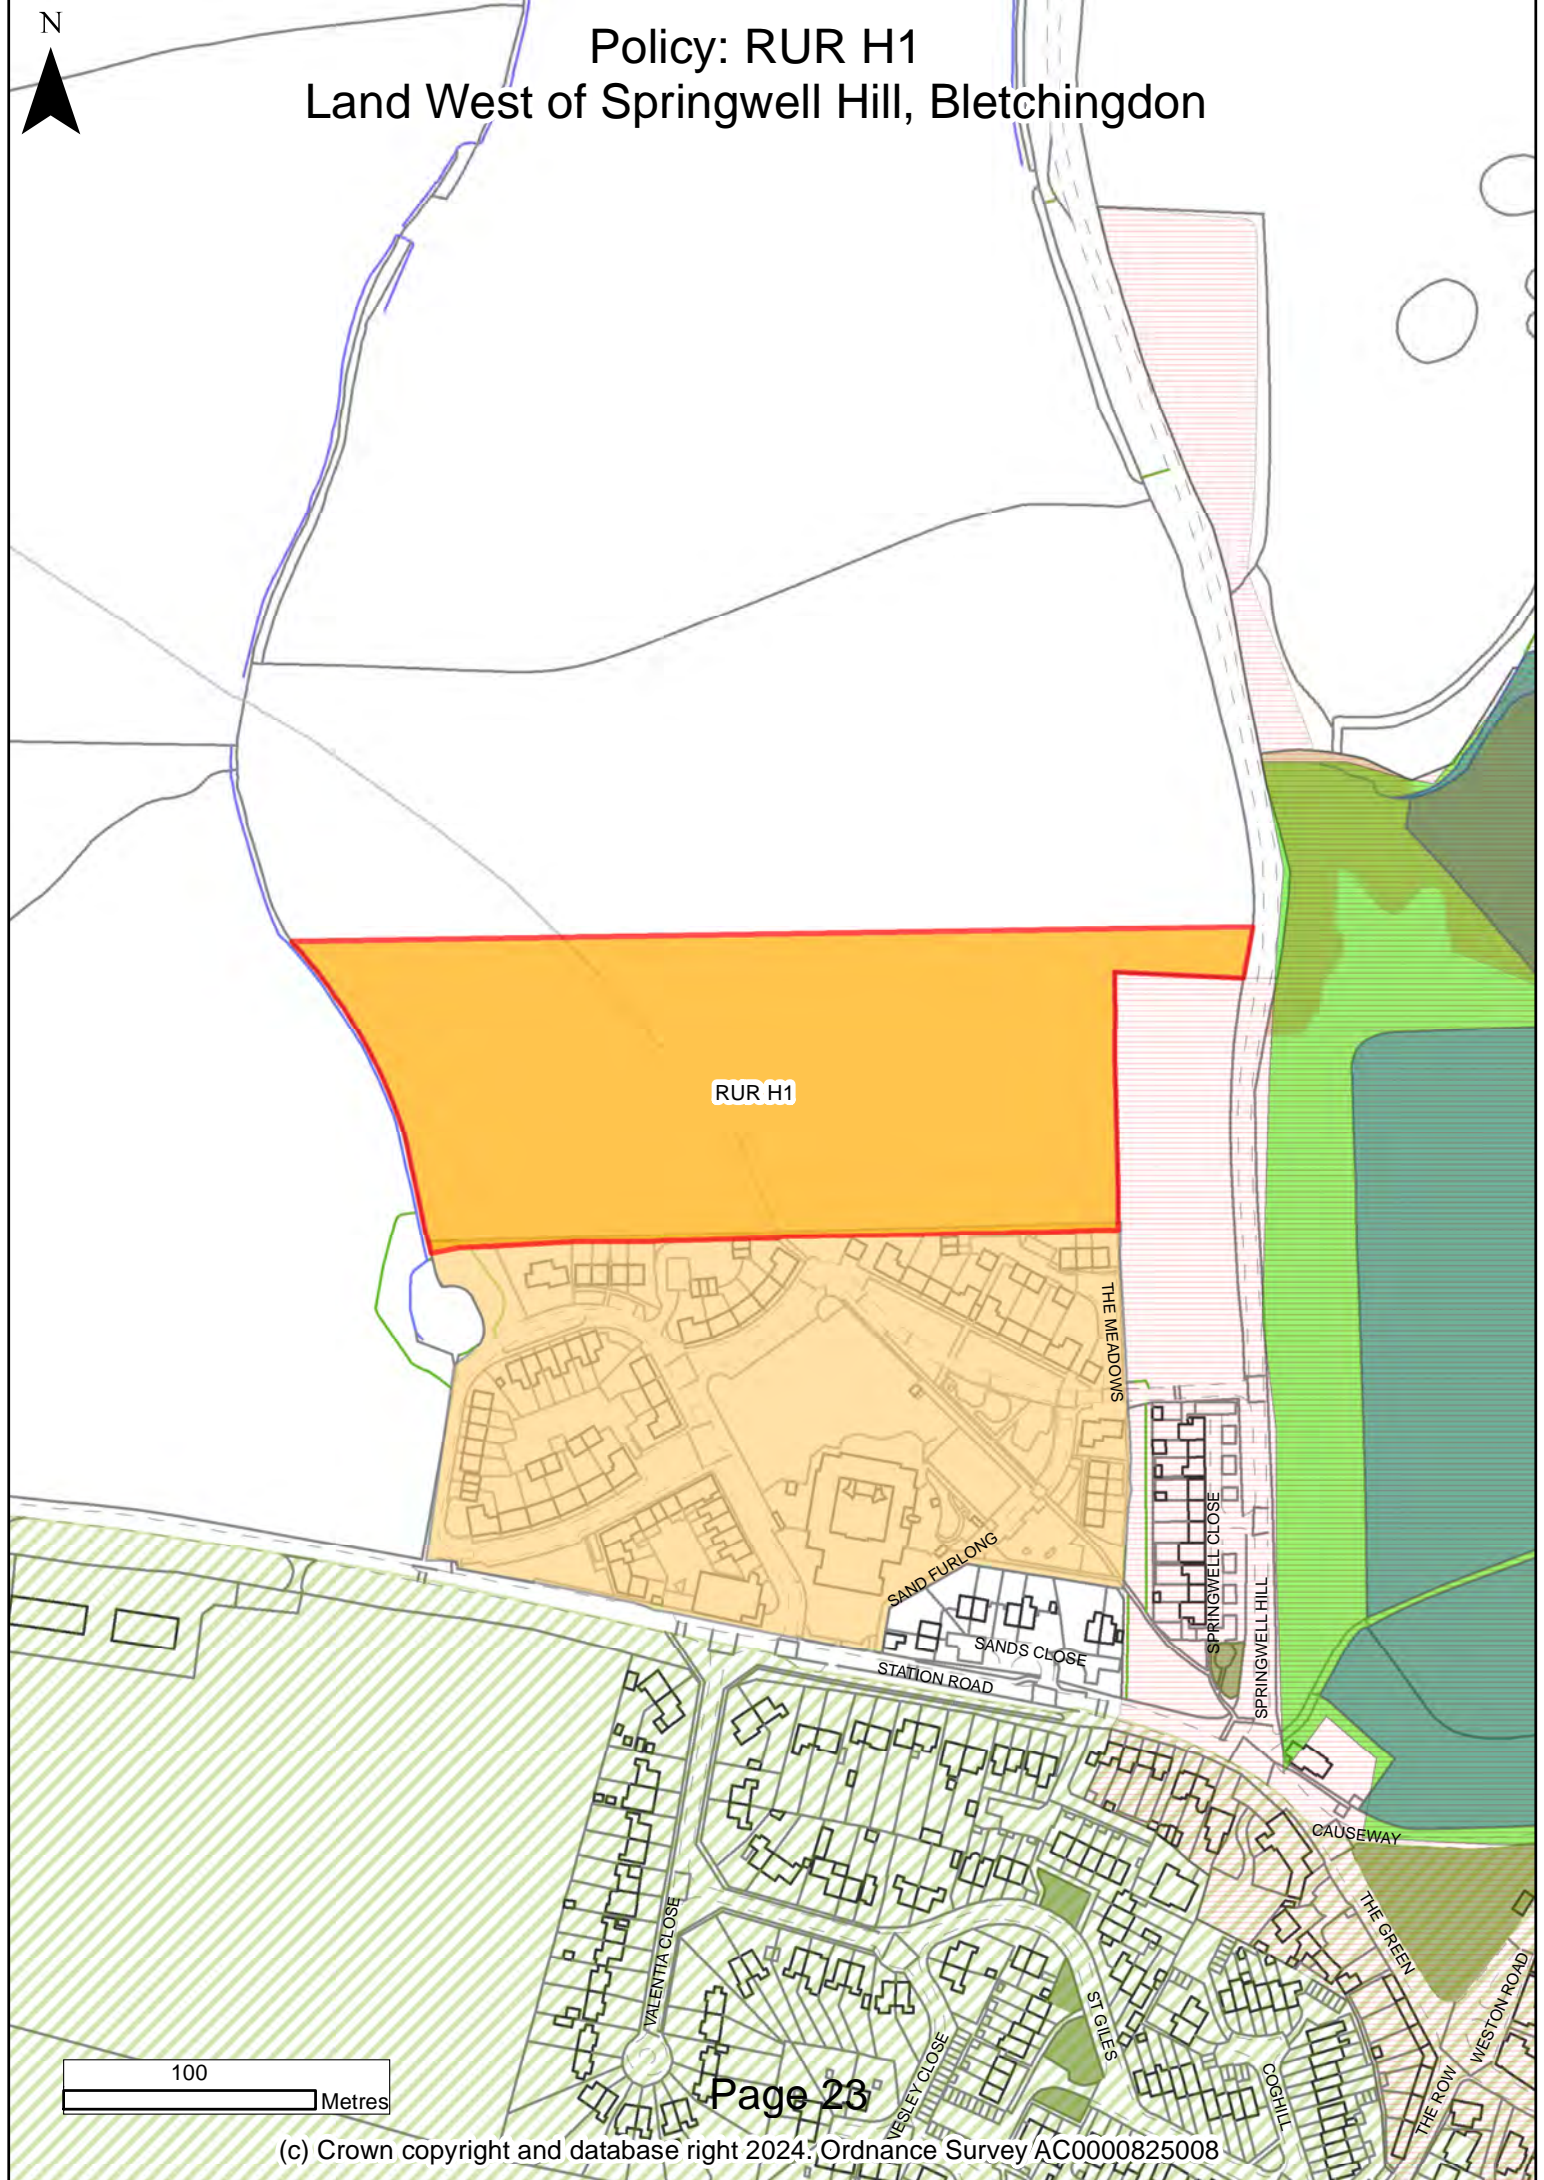 N
Policy: RUR H1
Land West of Springwell Hill, Bletchingdon
RUR H1
THE MEADOWS
SAND FURLONG
SPRINGWELL CLOSE
SPRINGWELL HILL
SANDS CLOSE
STATION ROAD
CAUSEWAY
THE GREEN
VALENTIA CLOSE
WESTON ROAD
ST GILES
NESLEY CLOSE
COGHILL
THE ROW
100
Metres
Page 23
(c) Crown copyright and database right 2024. Ordnance Survey AC0000825008